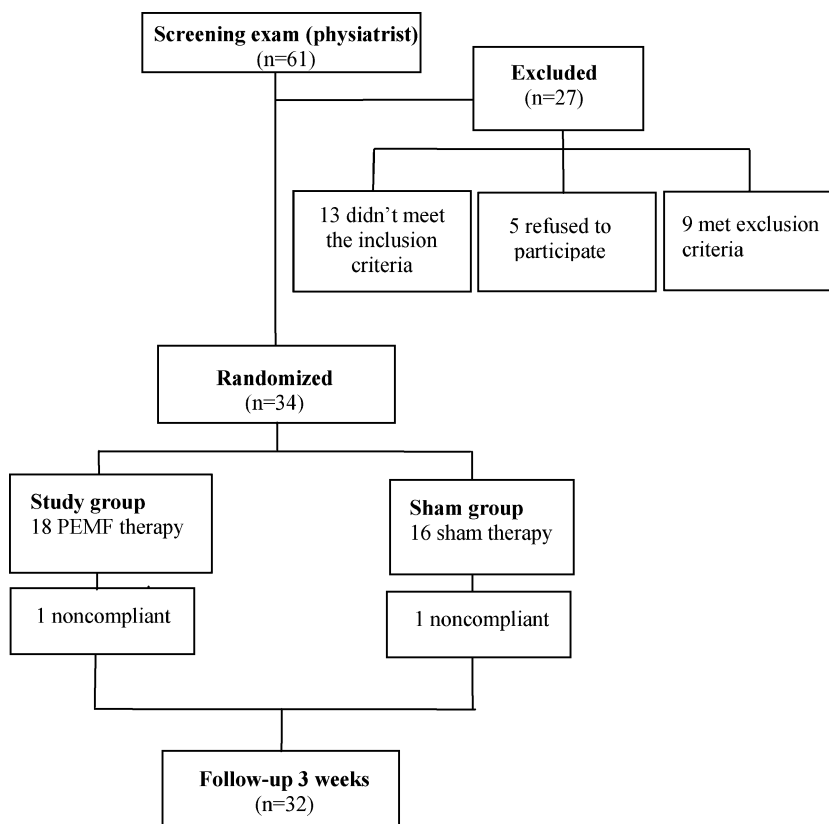 Screening exam (physiatrist)
(n=61)
Excluded
(n=27)
13 didn’t meet
the inclusion
criteria
5 refused to
participate
9 met exclusion
criteria
Randomized
(n=34)
Study group
18 PEMF therapy
Sham group
16 sham therapy
1 noncompliant
1 noncompliant
Follow-up 3 weeks
(n=32)